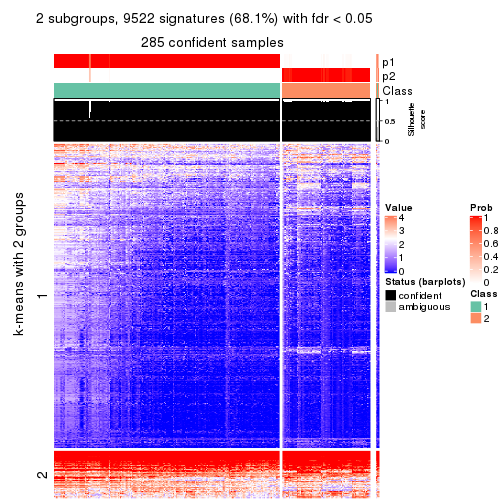 2 subgroups, 9522 signatures (68.1%) with fdr < 0.05
285 confident samples
p1
p2
Class
1
0.5
0
Silhouette
score
k-means with 2 groups
1
2
Value
4
3
2
1
0
Status (barplots)
confident
ambiguous
Prob
1
0.8
0.6
0.4
0.2
0
Class
1
2